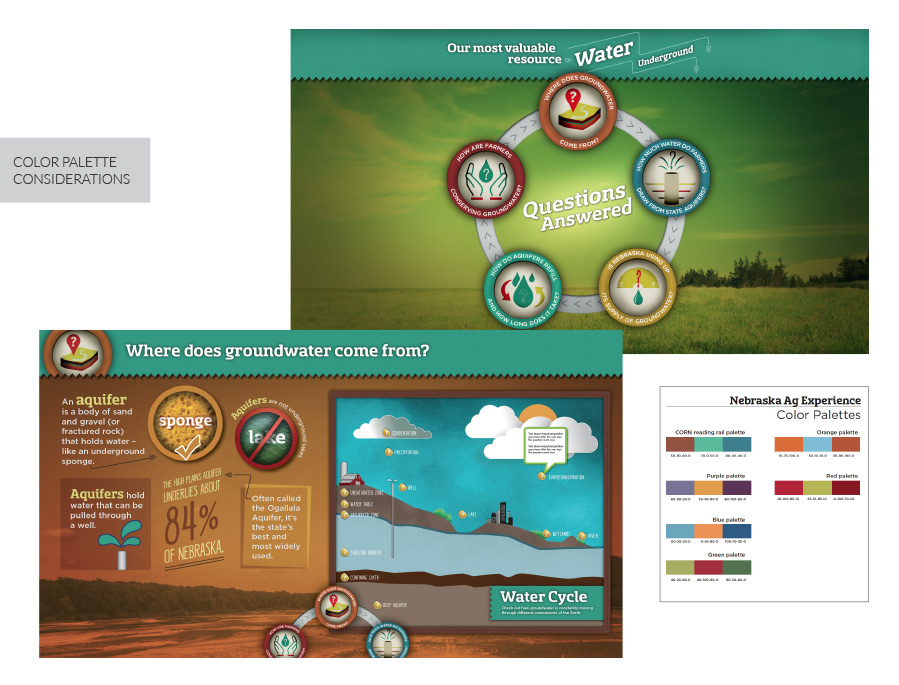 COLOR PALETTE
CONSIDERATIONS
Our most valuable
resource
Water
Underground
WHERE DOES GROUNDWATER
COME FROM?
HOW MUCH WATER DO FARMERS
DRAW FROM STATE AQUIFERS?
IS NEBRASKA USING UP
ITS SUPPLY OF GROUNDWATER?
HOW DO AQUIFERS REFILL
AND HOW LONG DOES IT TAKE?
HOW ARE FARMERS
CONSERVING GROUNDWATER?
Questions
Answered
Where does groundwater come from?
An aquifer
is a body of sand
and gravel (or
fractured rock)
that holds water –
like an underground
sponge.
sponge
Aquifers are not underground lakes.
lake
Aquifers hold
water that can be
pulled through
a well.
THE HIGH PLAINS AQUIFER
UNDERLIES ABOUT
84%
OF NEBRASKA.
Often called
the Ogallala
Aquifer, it's
the state's
best and
most widely
used.
CONDENSATION
PRECIPITATION
EVAPOTRANSPIRATION
WELL
UNSATURATED ZONE
WATER TABLE
SATURATED ZONE
LAKE
WETLANDS
RIVER
SHALLOW AQUIFER
CONFINING LAYER
DEEP AQUIFER
Water Cycle
Check out how groundwater is constantly moving
through different components of the Earth.
WHERE DOES GROUNDWATER
COME FROM?
HOW ARE FARMERS
Nebraska Ag Experience
Color Palettes
CORN reading rail palette
Orange palette
Purple palette
Red palette
Blue palette
Green palette